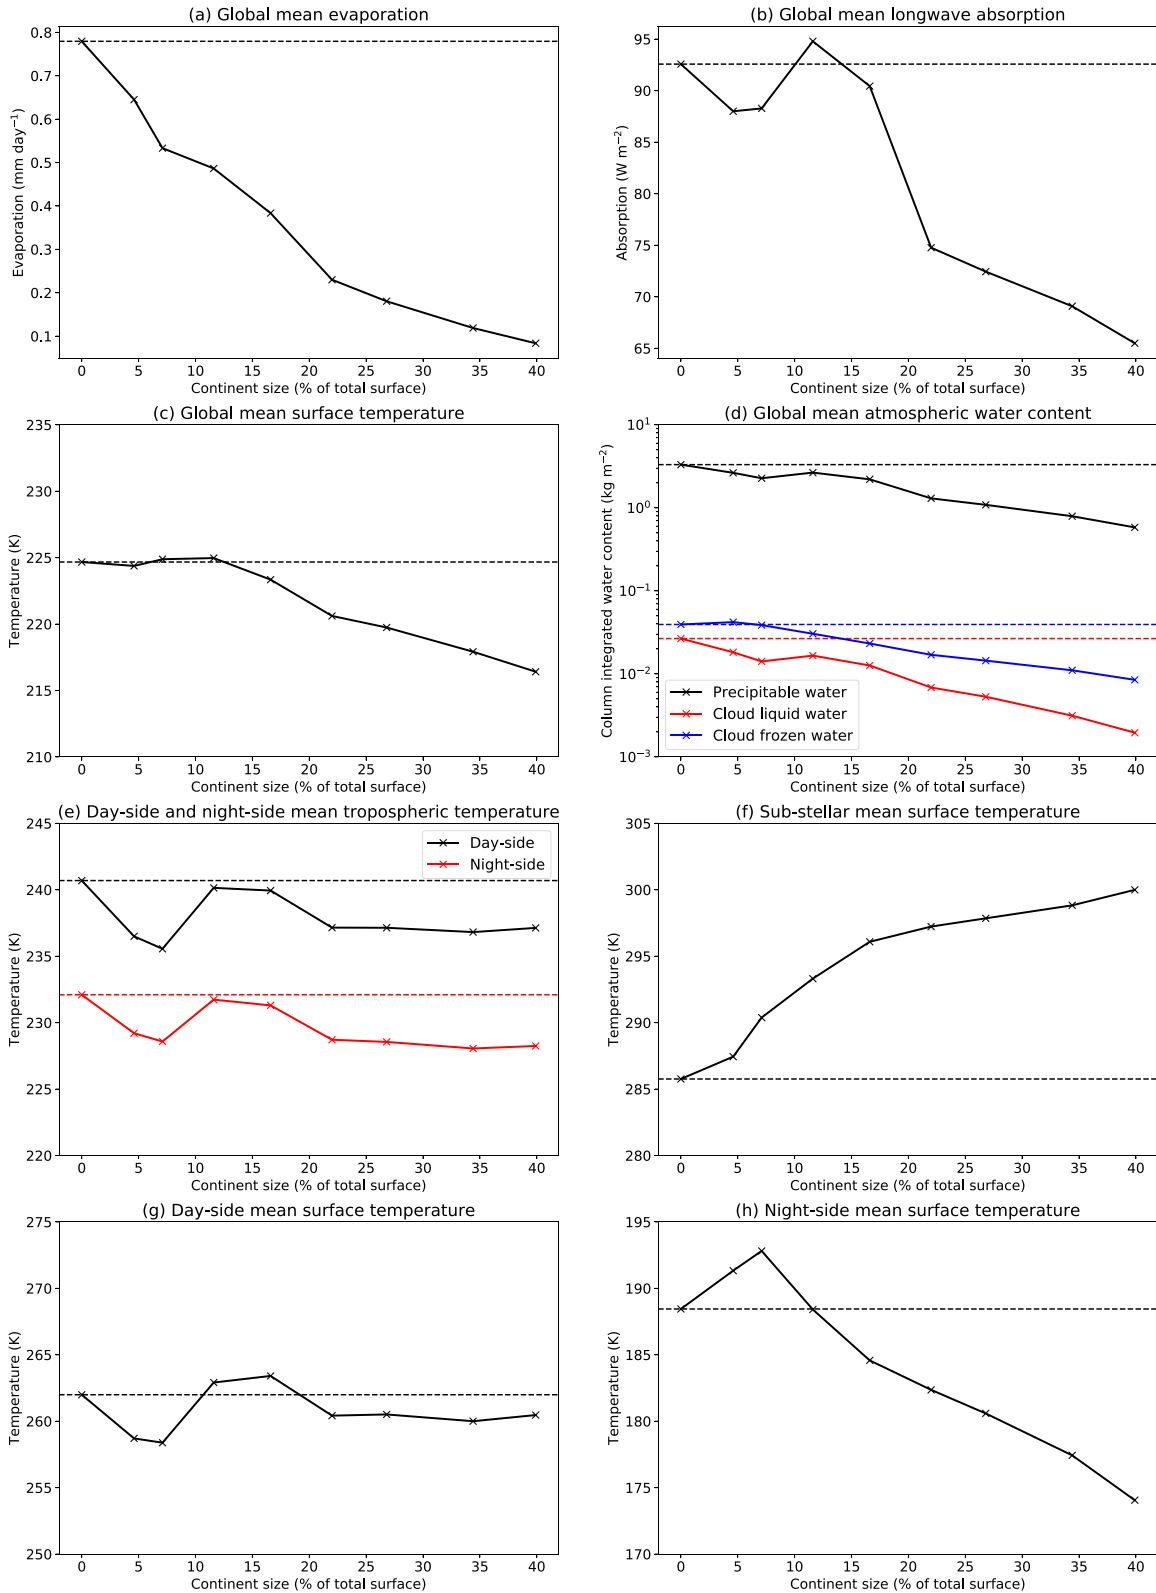 (a) Global mean evaporation
Evaporation (mm day⁻¹)
0.8
0.7
0.6
0.5
0.4
0.3
0.2
0.1
0 5 10 15 20 25 30 35 40
Continent size (% of total surface)
(b) Global mean longwave absorption
Absorption (W m⁻²)
95
90
85
80
75
70
65
0 5 10 15 20 25 30 35 40
Continent size (% of total surface)
(c) Global mean surface temperature
Temperature (K)
235
230
225
220
215
210
0 5 10 15 20 25 30 35 40
Continent size (% of total surface)
(d) Global mean atmospheric water content
Column integrated water content (kg m⁻²)
10¹
10⁰
10⁻¹
10⁻²
10⁻³
Precipitable water
Cloud liquid water
Cloud frozen water
0 5 10 15 20 25 30 35 40
Continent size (% of total surface)
(e) Day-side and night-side mean tropospheric temperature
Temperature (K)
245
240
235
230
225
220
Day-side
Night-side
0 5 10 15 20 25 30 35 40
Continent size (% of total surface)
(f) Sub-stellar mean surface temperature
Temperature (K)
305
300
295
290
285
280
0 5 10 15 20 25 30 35 40
Continent size (% of total surface)
(g) Day-side mean surface temperature
Temperature (K)
275
270
265
260
255
250
0 5 10 15 20 25 30 35 40
Continent size (% of total surface)
(h) Night-side mean surface temperature
Temperature (K)
195
190
185
180
175
170
0 5 10 15 20 25 30 35 40
Continent size (% of total surface)